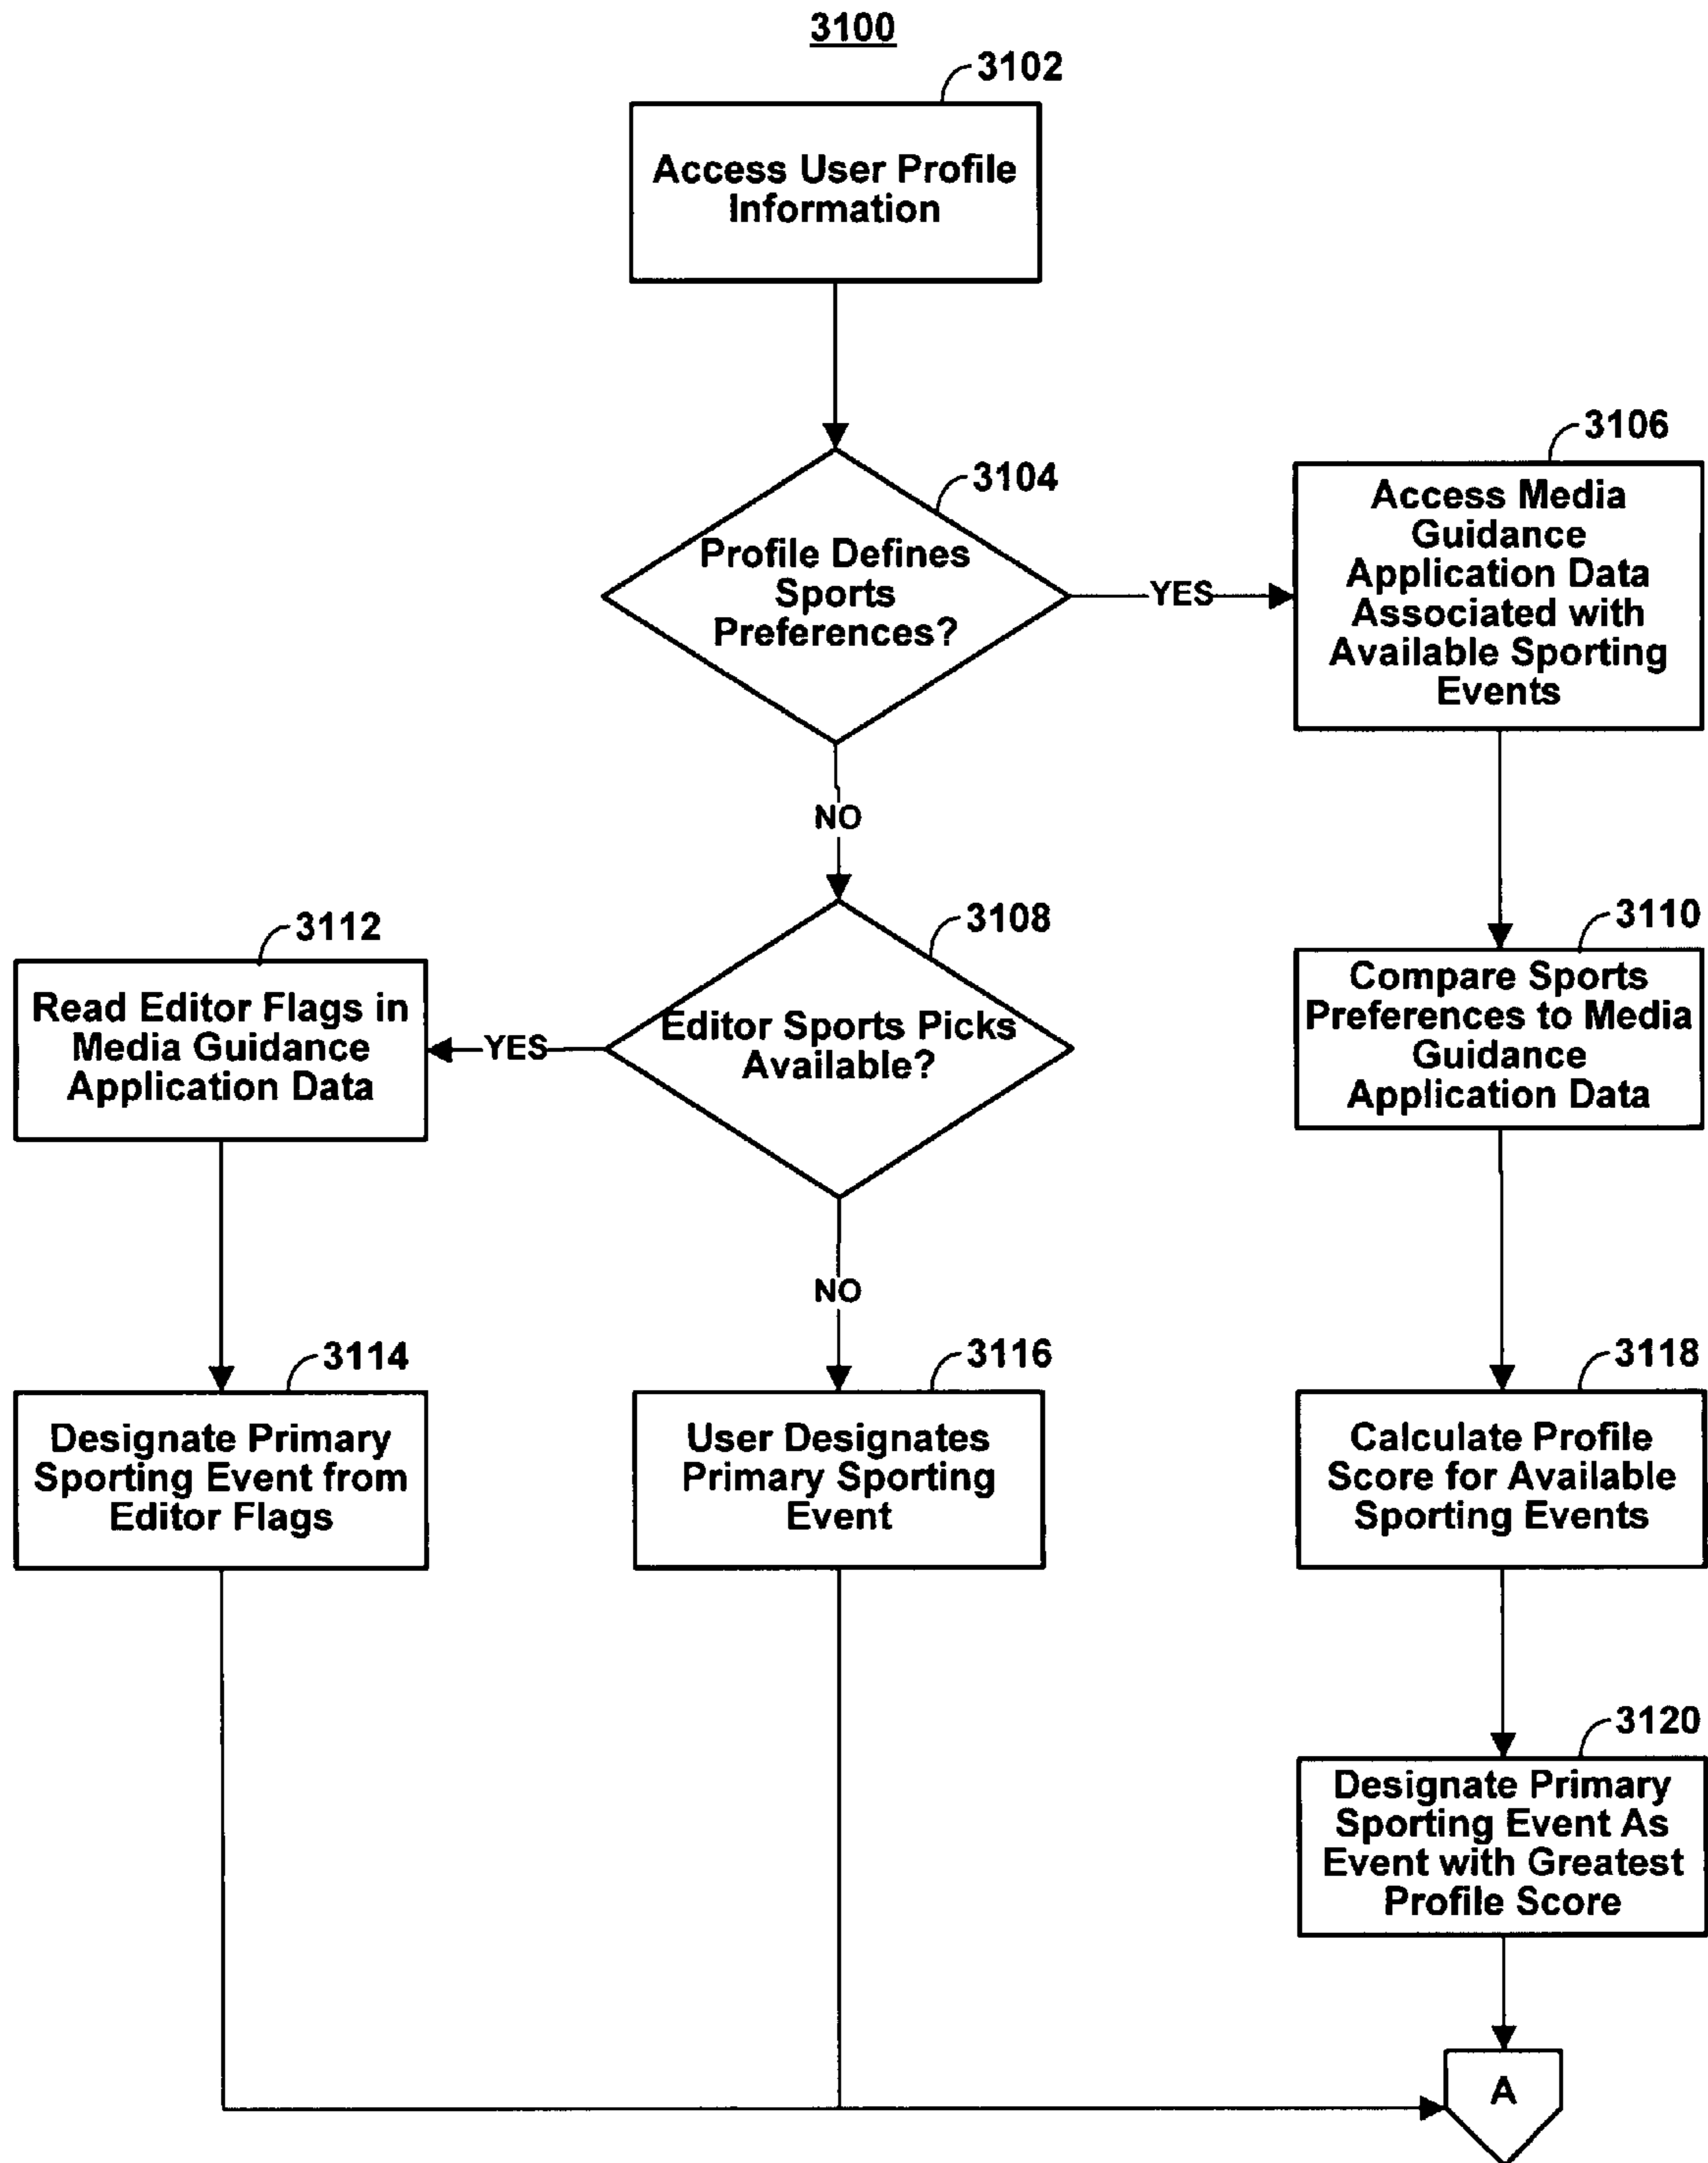 3100
3102
Access User Profile
Information
3104
Profile Defines
Sports
Preferences?
YES
3106
Access Media
Guidance
Application Data
Associated with
Available Sporting
Events
NO
3108
Editor Sports Picks
Available?
YES
3112
Read Editor Flags in
Media Guidance
Application Data
3110
Compare Sports
Preferences to Media
Guidance
Application Data
NO
3114
Designate Primary
Sporting Event from
Editor Flags
3116
User Designates
Primary Sporting
Event
3118
Calculate Profile
Score for Available
Sporting Events
3120
Designate Primary
Sporting Event As
Event with Greatest
Profile Score
A